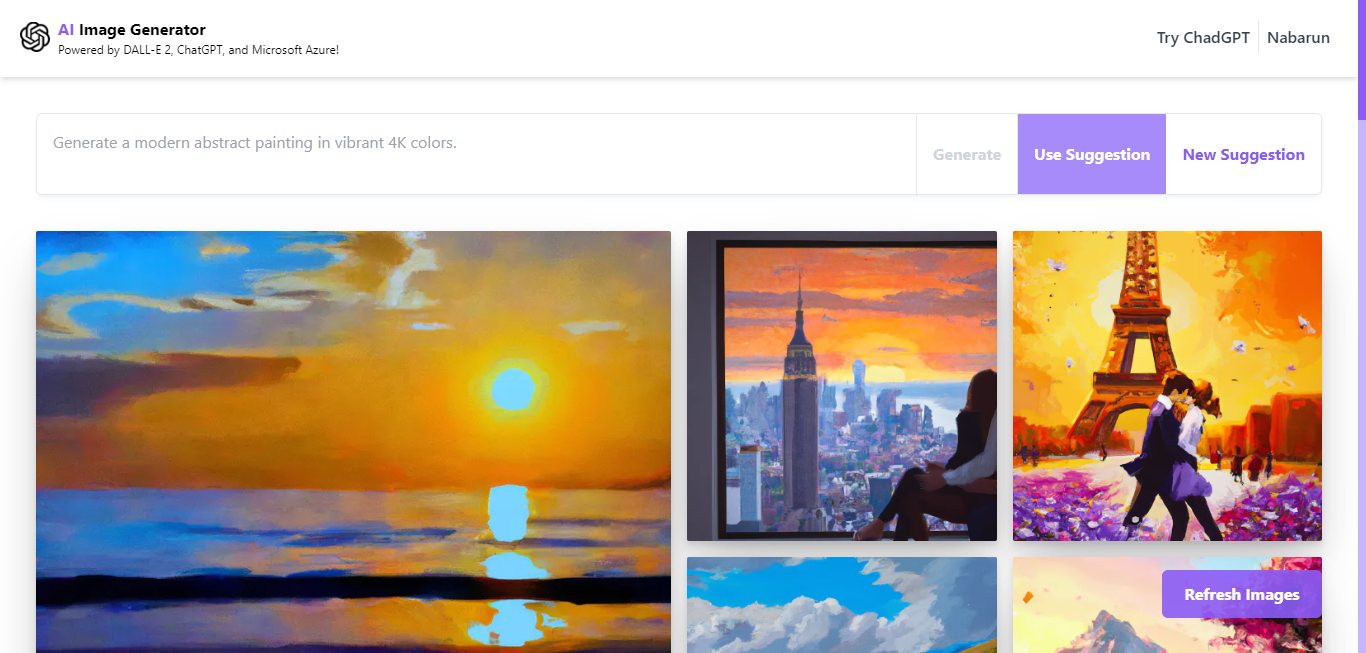 AI Image Generator
Powered by DALL-E 2, ChatGPT, and Microsoft Azure!
Try ChadGPT
Nabarun
Generate a modern abstract painting in vibrant 4K colors.
Generate
Use Suggestion
New Suggestion
Refresh Images